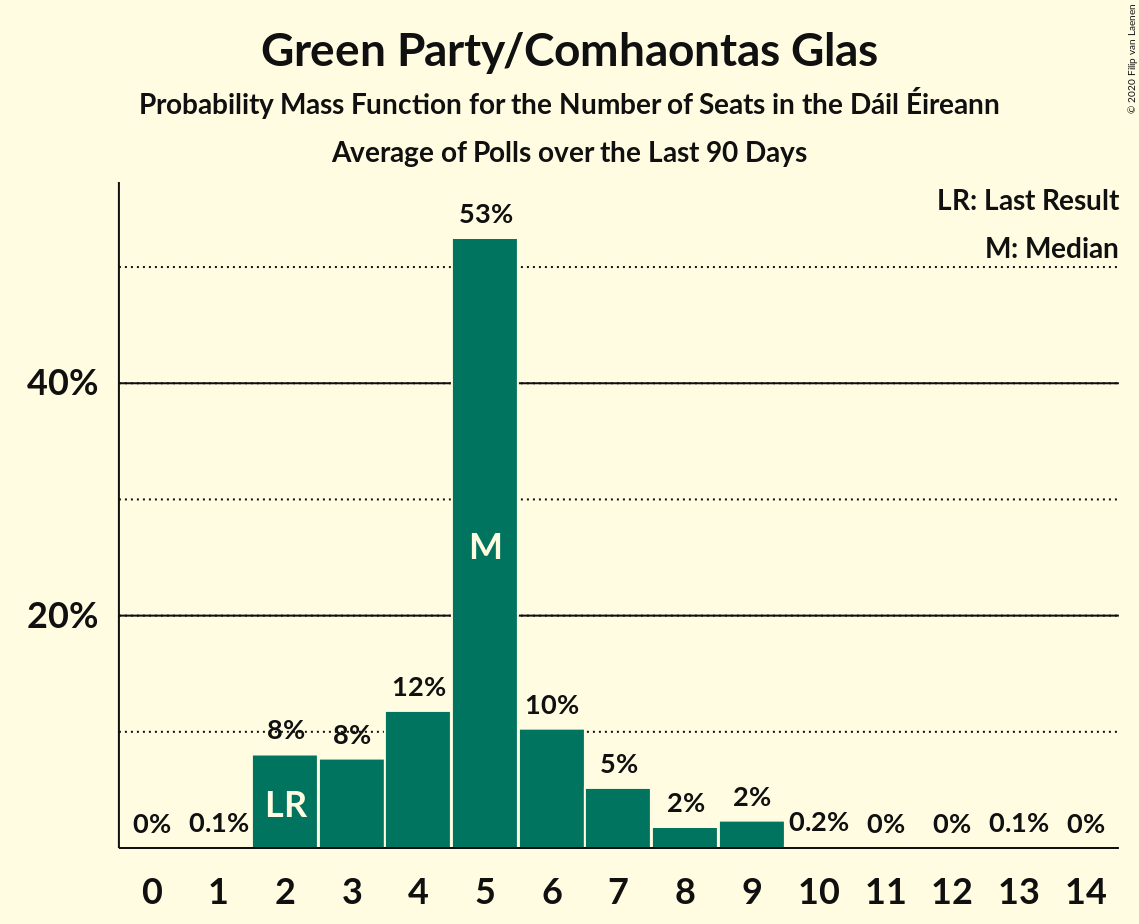 Green Party/Comhaontas Glas
Probability Mass Function for the Number of Seats in the Dáil Éireann
Average of Polls over the Last 90 Days
© 2020 Filip van Laenen
LR: Last Result
M: Median
53%
40%
M
20%
12%
10%
8%
8%
5%
LR
2%
2%
0%
0.1%
0.2%
0%
0%
0.1%
0%
0 1 2 3 4 5 6 7 8 9 10 11 12 13 14